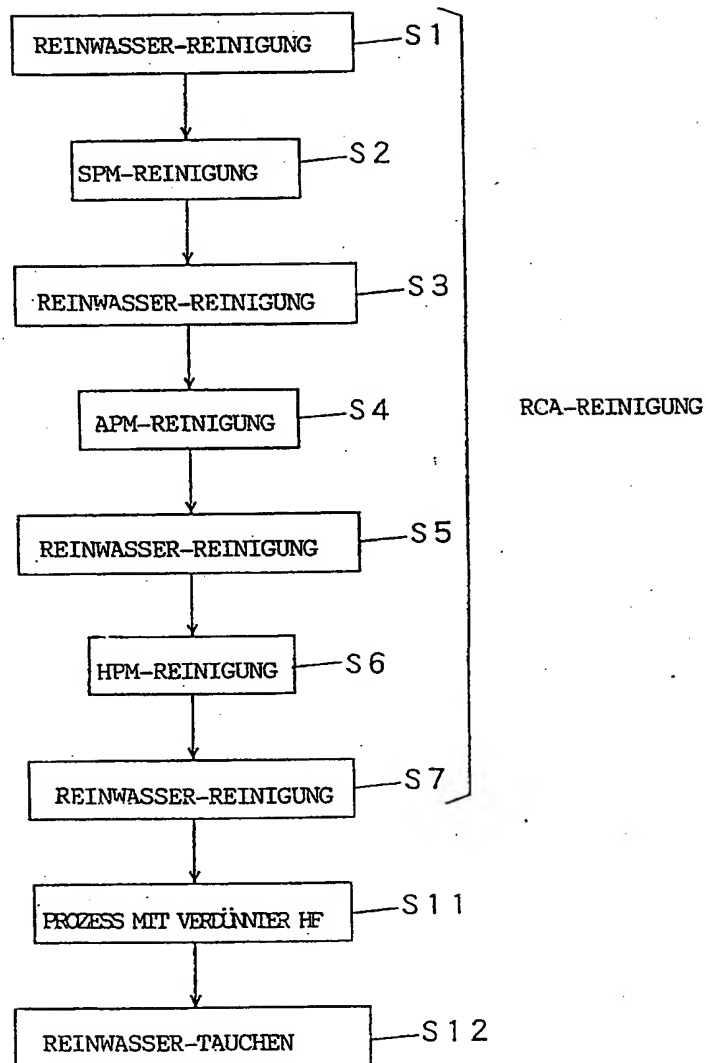 REINWASSER-REINIGUNG S1
SPM-REINIGUNG S2
REINWASSER-REINIGUNG S3
APM-REINIGUNG S4
RCA-REINIGUNG
REINWASSER-REINIGUNG S5
HPM-REINIGUNG S6
REINWASSER-REINIGUNG S7
PROZESS MIT VERDÜNNIER HF S11
REINWASSER-TAUCHEN S12